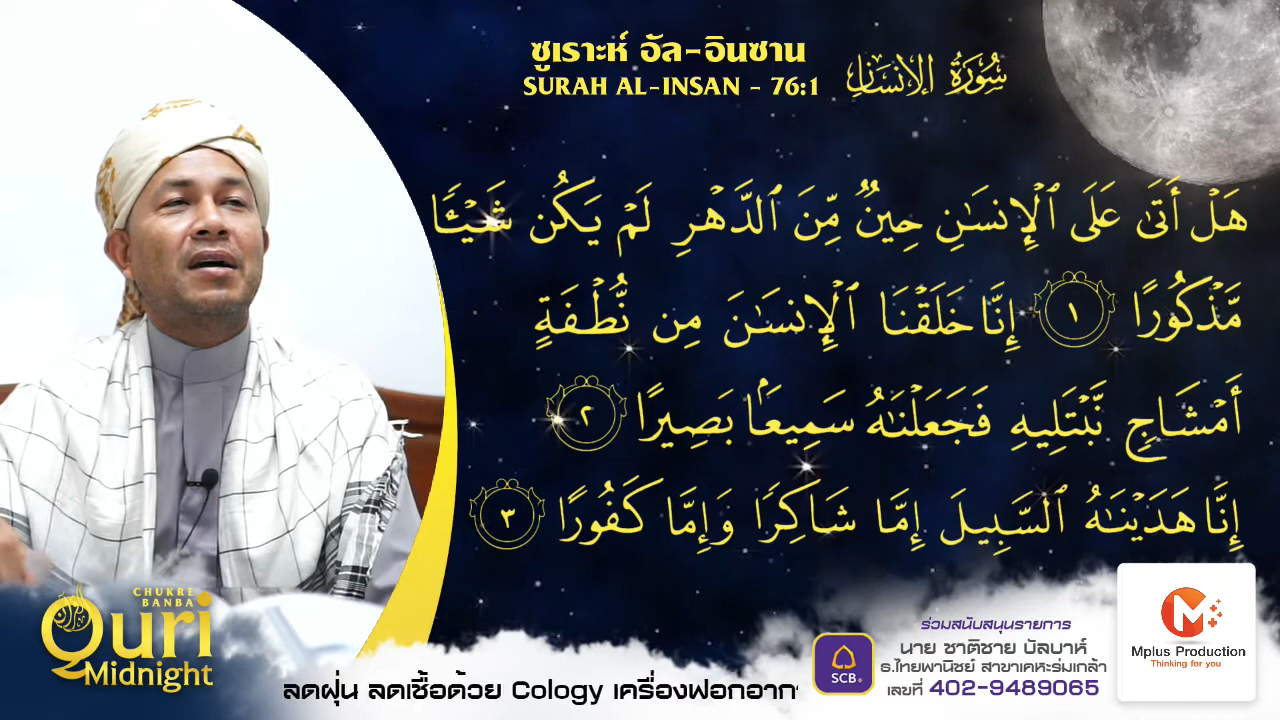 ซูเราะห์ อัล-อินซาน
SURAH AL-INSAN - 76:1
سُورَةُ الإِنسَانِ
هَلْ أَتَىٰ عَلَى ٱلْإِنسَـٰنِ حِينٌ مِّنَ ٱلدَّهْرِ لَمْ يَكُن شَيْـًٔا
مَّذْكُورًا ١ إِنَّا خَلَقْنَا ٱلْإِنسَـٰنَ مِن نُّطْفَةٍ
أَمْشَاجٍ نَّبْتَلِيهِ فَجَعَلْنَـٰهُ سَمِيعًۢا بَصِيرًا ٢
إِنَّا هَدَيْنَـٰهُ ٱلسَّبِيلَ إِمَّا شَاكِرًا وَإِمَّا كَفُورًا ٣
CHUKRE
BANBA
Quri
Midnight
ลดฝุ่น ลดเชื้อด้วย Cology เครื่องฟอกอาก
SCB
ร่วมสนับสนุนรายการ
นาย ชาติชาย บัลบาห์
ธ.ไทยพานิชย์ สาขาเคหะร่มเกล้า
เลขที่ 402-9489065
Mplus Production
Thinking for you